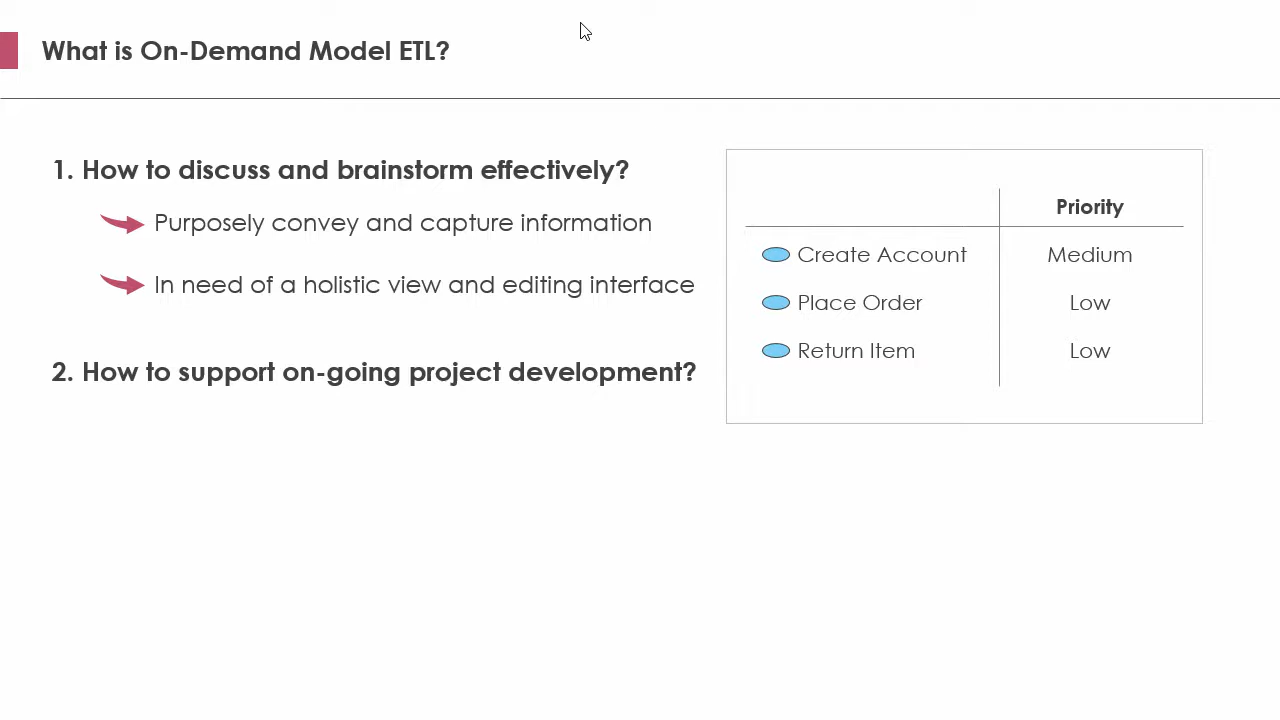 What is On-Demand Model ETL?
1. How to discuss and brainstorm effectively?
Purposely convey and capture information
In need of a holistic view and editing interface
2. How to support on-going project development?
Priority
Create Account Medium
Place Order Low
Return Item Low